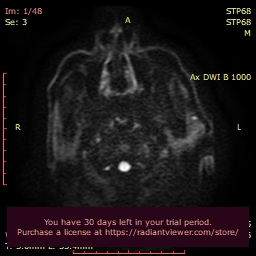 Im: 1/48
Se: 3
STP68
STP68
M
A
Ax DWI B 1000
R
L
You have 30 days left in your trial period.
Purchase a license at https://radiantviewer.com/store/